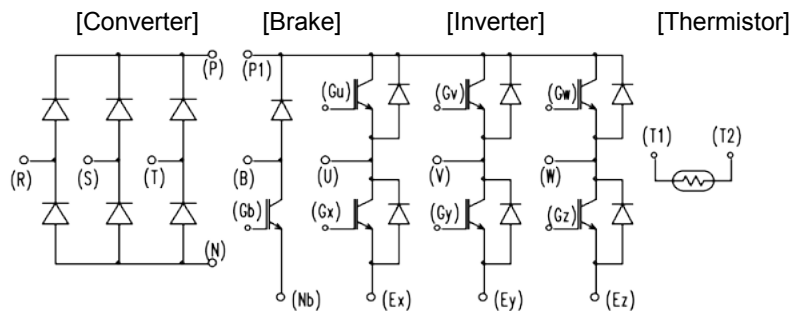 [Converter] [Brake] [Inverter] [Thermistor]
(P) (P1)
(Gu) (Gv) (Gw)
(T1) (T2)
(R) (S) (T) (B) (U) (V) (W)
(Gb) (Gx) (Gy) (Gz)
(N)
(Nb) (Ex) (Ey) (Ez)